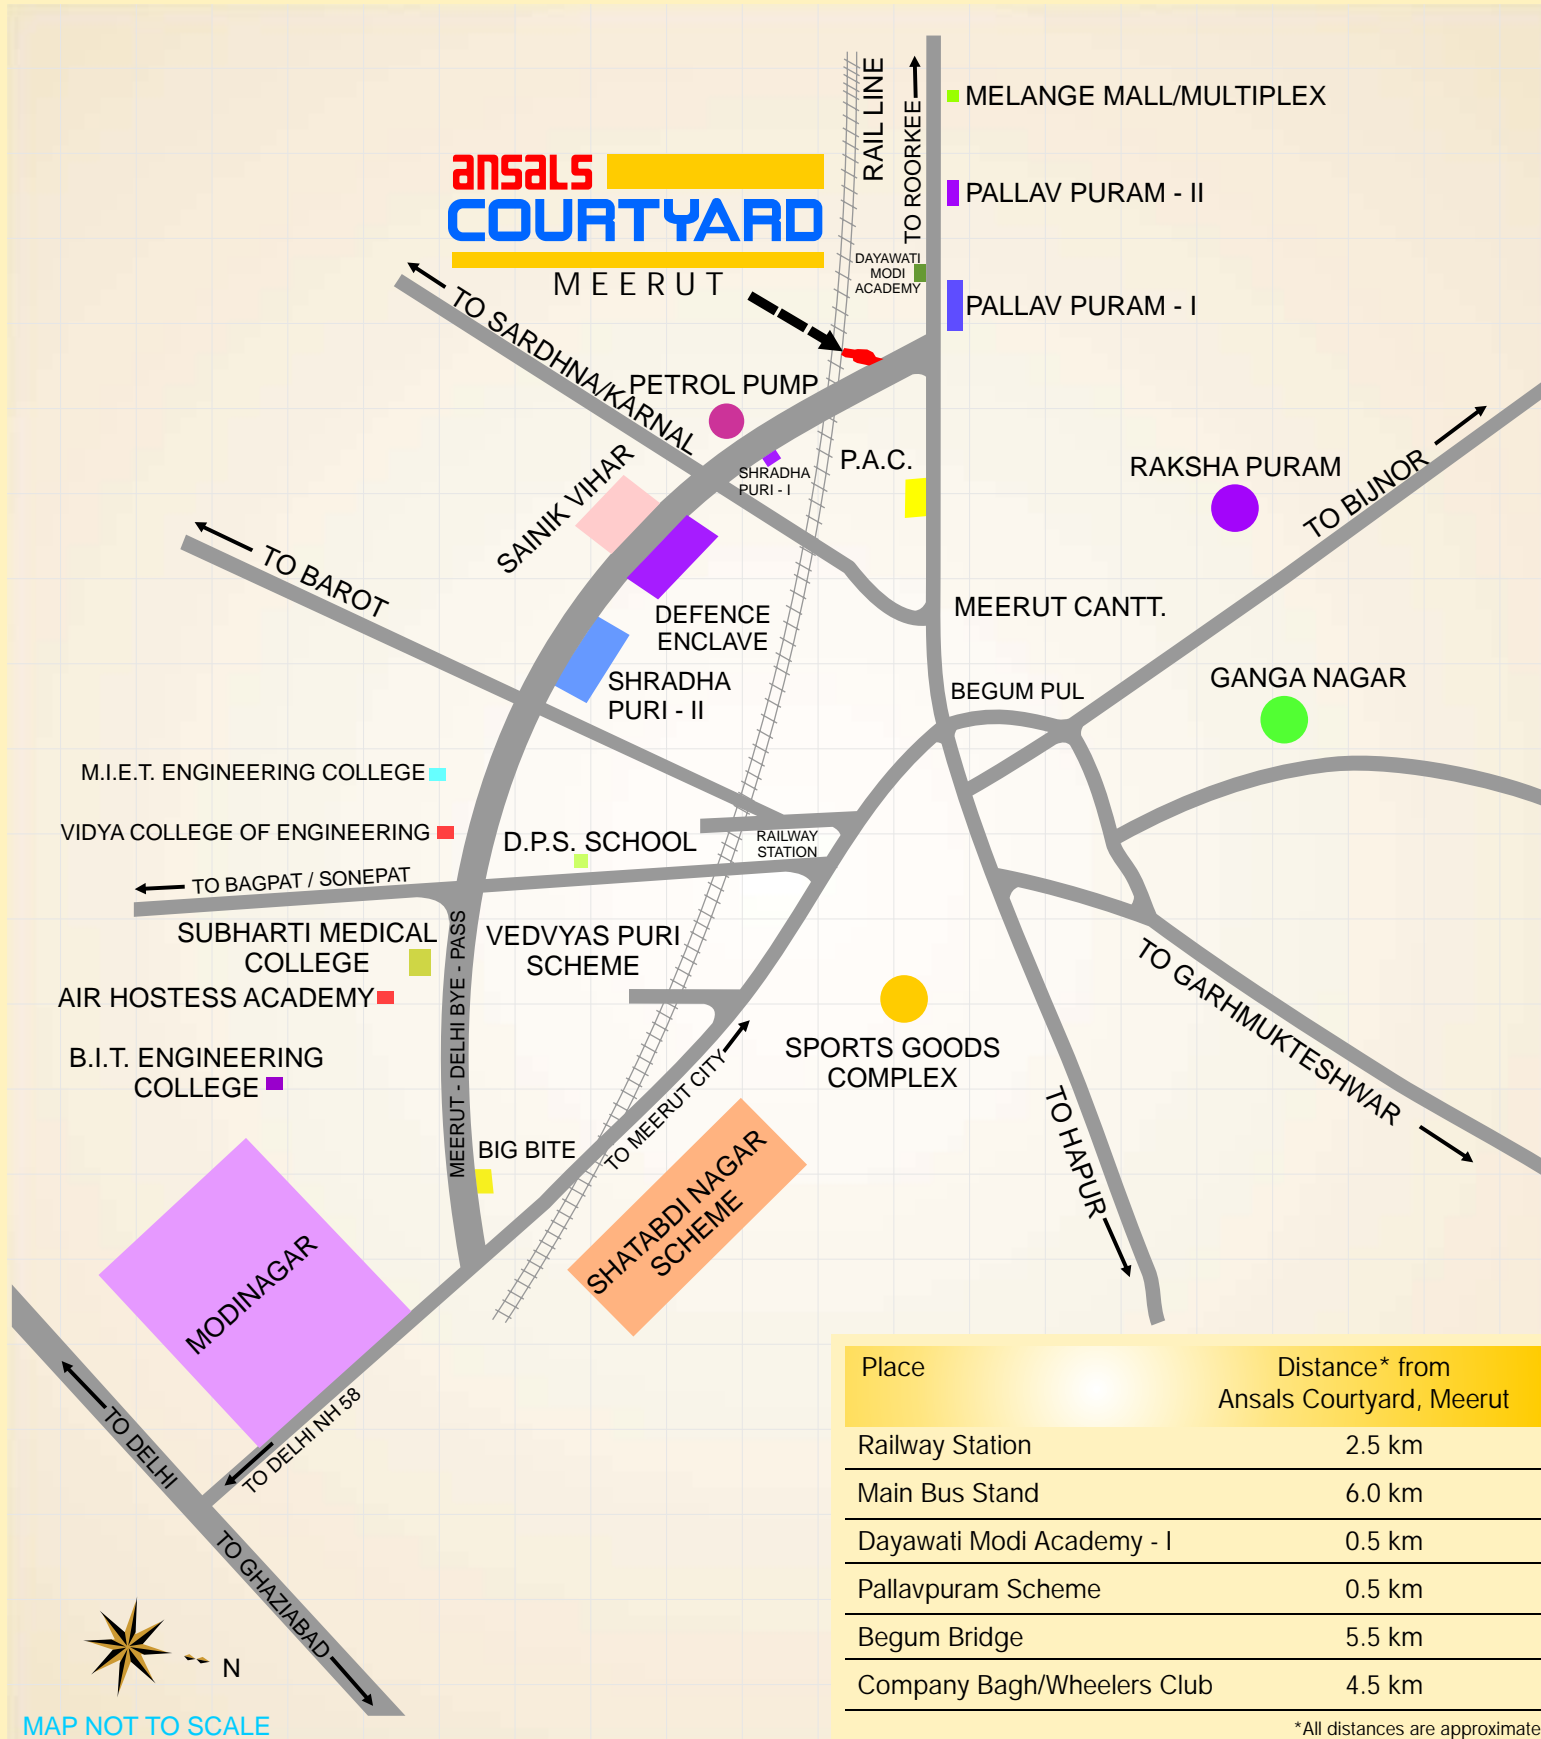 RAIL LINE
TO ROORKEE
MELANGE MALL/MULTIPLEX
ansals
COURTYARD
MEERUT
PALLAV PURAM - II
DAYAWATI
MODI
ACADEMY
PALLAV PURAM - I
TO SARDHNA/KARNAL
PETROL PUMP
SHRADHA
PURI - I
P.A.C.
RAKSHA PURAM
TO BIJNOR
SAINIK VIHAR
TO BAROT
DEFENCE
ENCLAVE
MEERUT CANTT.
SHRADHA
PURI - II
BEGUM PUL
GANGA NAGAR
M.I.E.T. ENGINEERING COLLEGE
VIDYA COLLEGE OF ENGINEERING
D.P.S. SCHOOL
RAILWAY
STATION
TO BAGPAT / SONEPAT
SUBHARTI MEDICAL
COLLEGE
MEERUT - DELHI BYE - PASS
VEDVYAS PURI
SCHEME
AIR HOSTESS ACADEMY
TO GARHMUKTESHWAR
SPORTS GOODS
COMPLEX
B.I.T. ENGINEERING
COLLEGE
TO MEERUT CITY
TO HAPUR
BIG BITE
SHATABDI NAGAR
SCHEME
MODINAGAR
TO DELHI NH 58
TO DELHI
TO GHAZIABAD
N
MAP NOT TO SCALE
Place
Distance* from
Ansals Courtyard, Meerut
Railway Station 2.5 km
Main Bus Stand 6.0 km
Dayawati Modi Academy - I 0.5 km
Pallavpuram Scheme 0.5 km
Begum Bridge 5.5 km
Company Bagh/Wheelers Club 4.5 km
*All distances are approximate